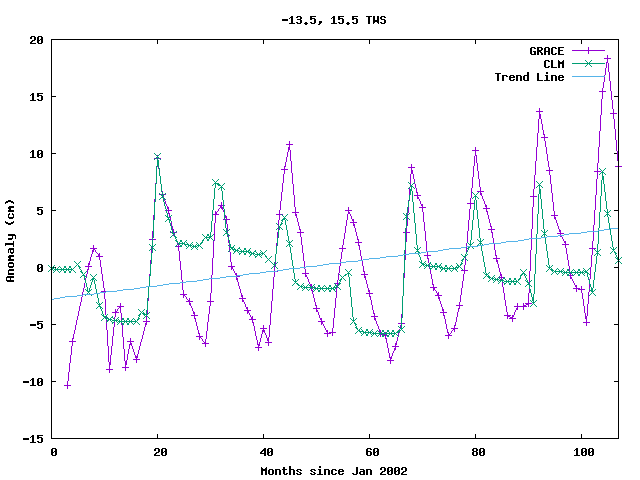 -13.5, 15.5 TWS
GRACE
CLM
Trend Line
20
15
10
5
0
-5
-10
-15
Anomaly (cm)
0 20 40 60 80 100
Months since Jan 2002